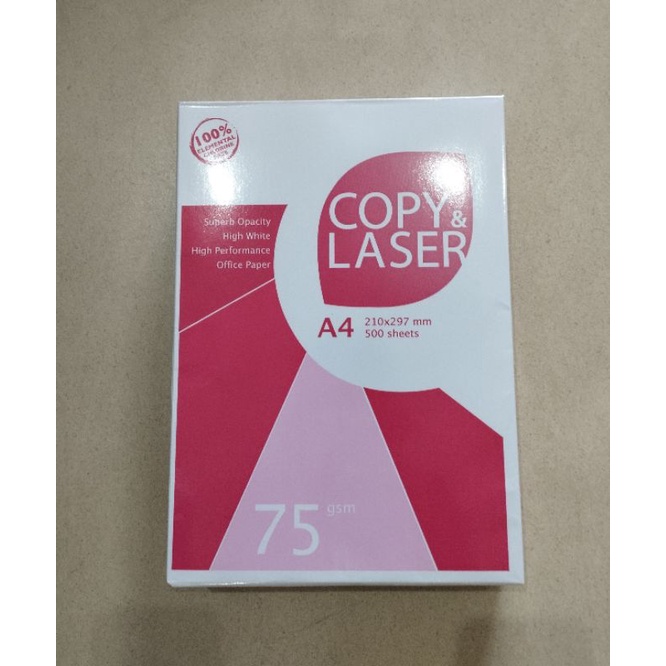 100%
ELEMENTAL
CHLORINE
FREE
COPY &
LASER
Superb Opacity
High White
High Performance
Office Paper
A4
210x297 mm
500 sheets
75 gsm